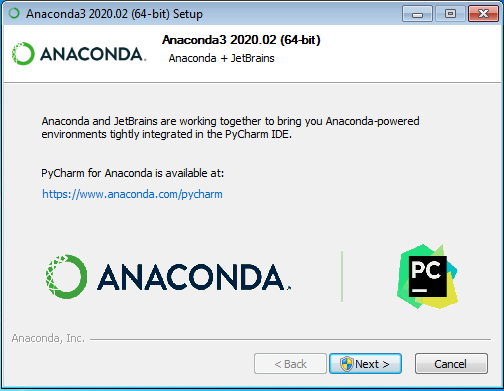 Anaconda3 2020.02 (64-bit) Setup
ANACONDA.
Anaconda3 2020.02 (64-bit)
Anaconda + JetBrains
Anaconda and JetBrains are working together to bring you Anaconda-powered
environments tightly integrated in the PyCharm IDE.
PyCharm for Anaconda is available at:
https://www.anaconda.com/pycharm
ANACONDA.
PC
Anaconda, Inc.
< Back
Next >
Cancel